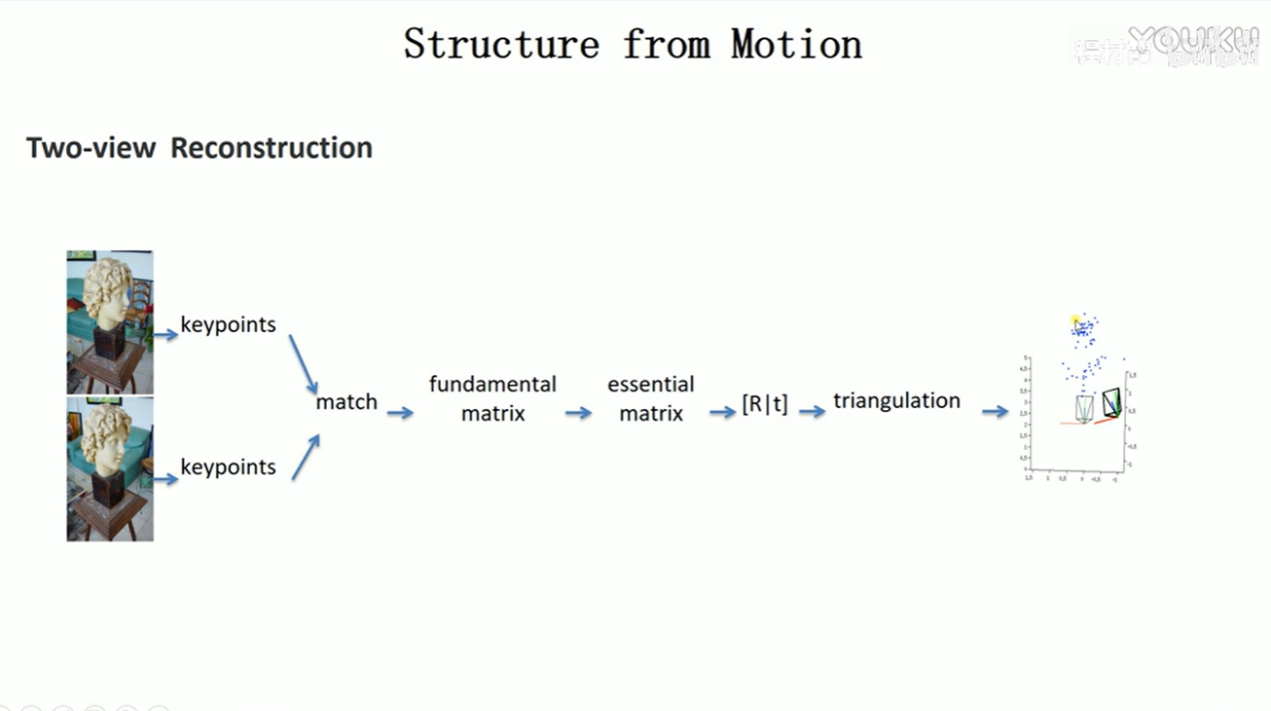 Structure from Motion
YOUKU
Two-view Reconstruction
keypoints
keypoints
match
fundamental
matrix
essential
matrix
[R|t]
triangulation